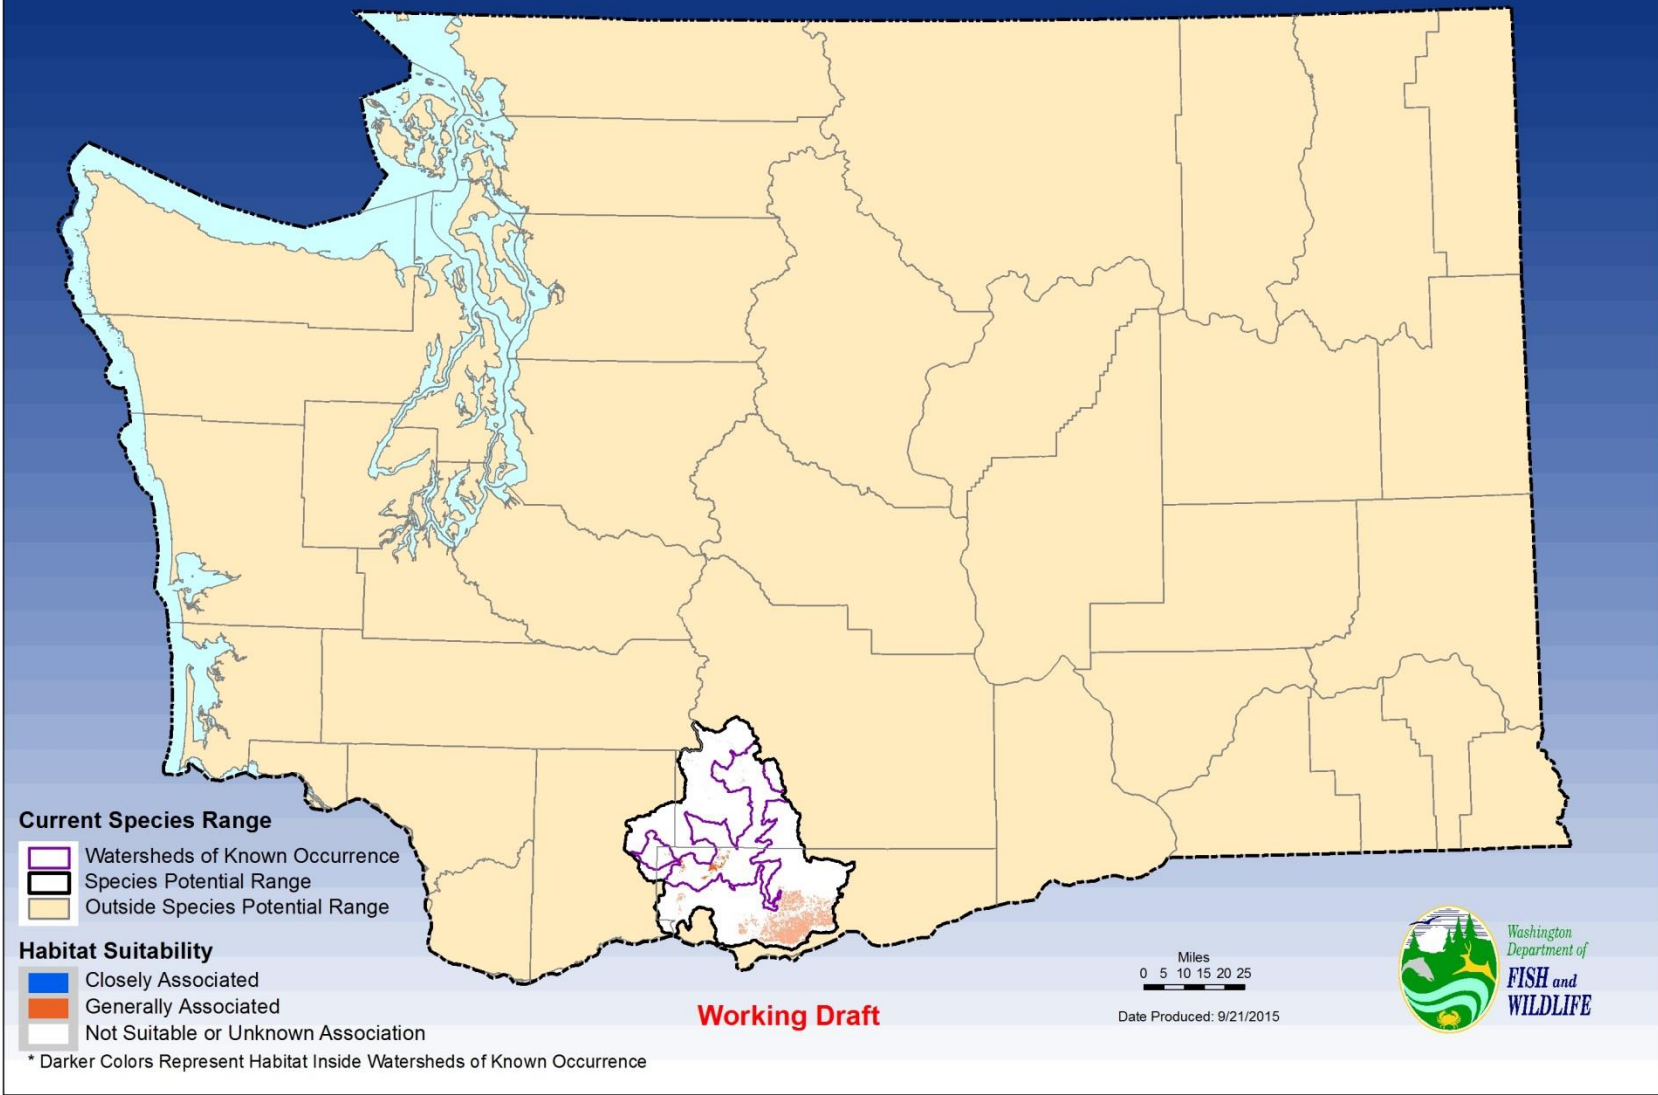 Current Species Range
Watersheds of Known Occurrence
Species Potential Range
Outside Species Potential Range
Habitat Suitability
Closely Associated
Generally Associated
Not Suitable or Unknown Association
* Darker Colors Represent Habitat Inside Watersheds of Known Occurrence
Working Draft
Miles
0 5 10 15 20 25
Date Produced: 9/21/2015
Washington
Department of
FISH and
WILDLIFE